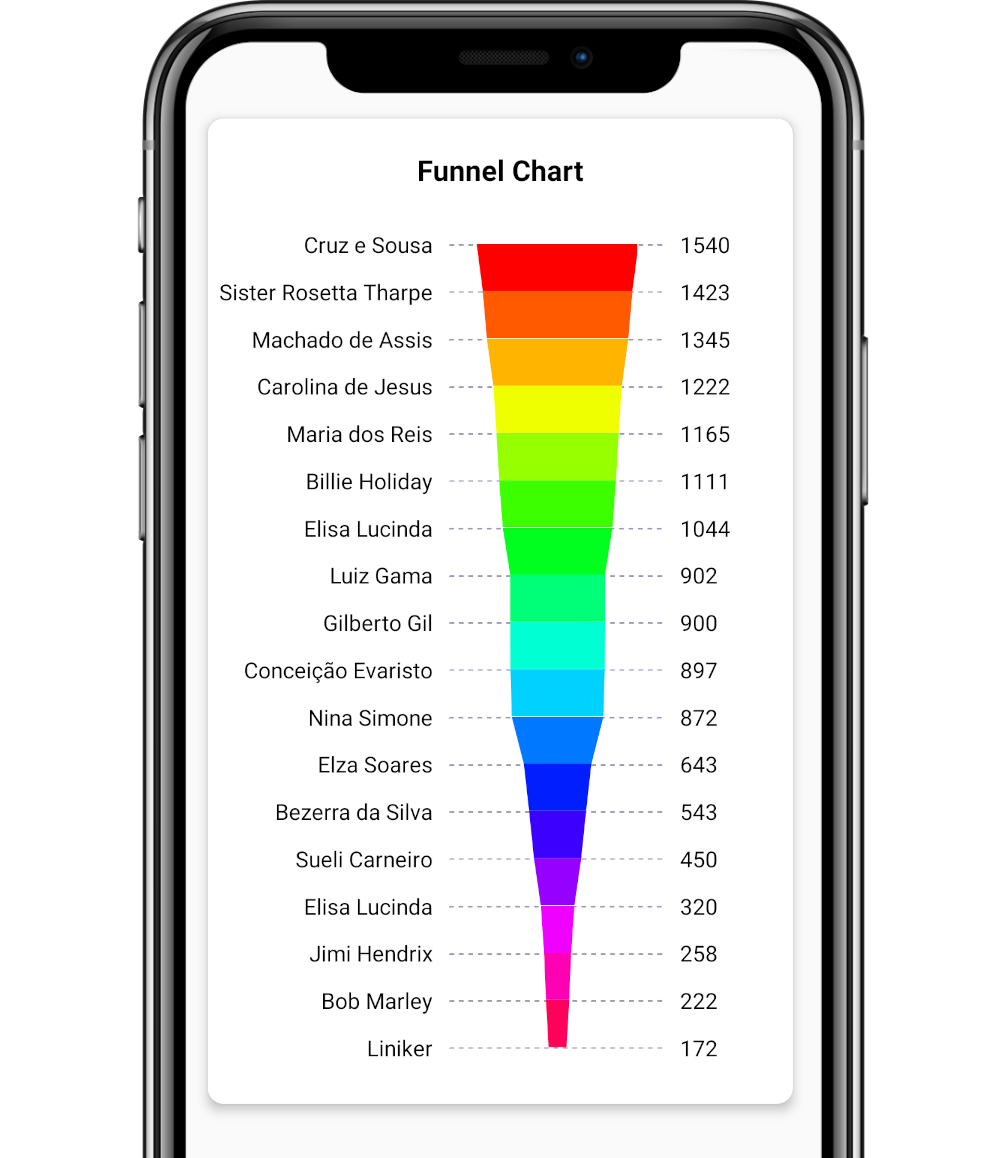 Funnel Chart
Cruz e Sousa 1540
Sister Rosetta Tharpe 1423
Machado de Assis 1345
Carolina de Jesus 1222
Maria dos Reis 1165
Billie Holiday 1111
Elisa Lucinda 1044
Luiz Gama 902
Gilberto Gil 900
Conceição Evaristo 897
Nina Simone 872
Elza Soares 643
Bezerra da Silva 543
Sueli Carneiro 450
Elisa Lucinda 320
Jimi Hendrix 258
Bob Marley 222
Liniker 172